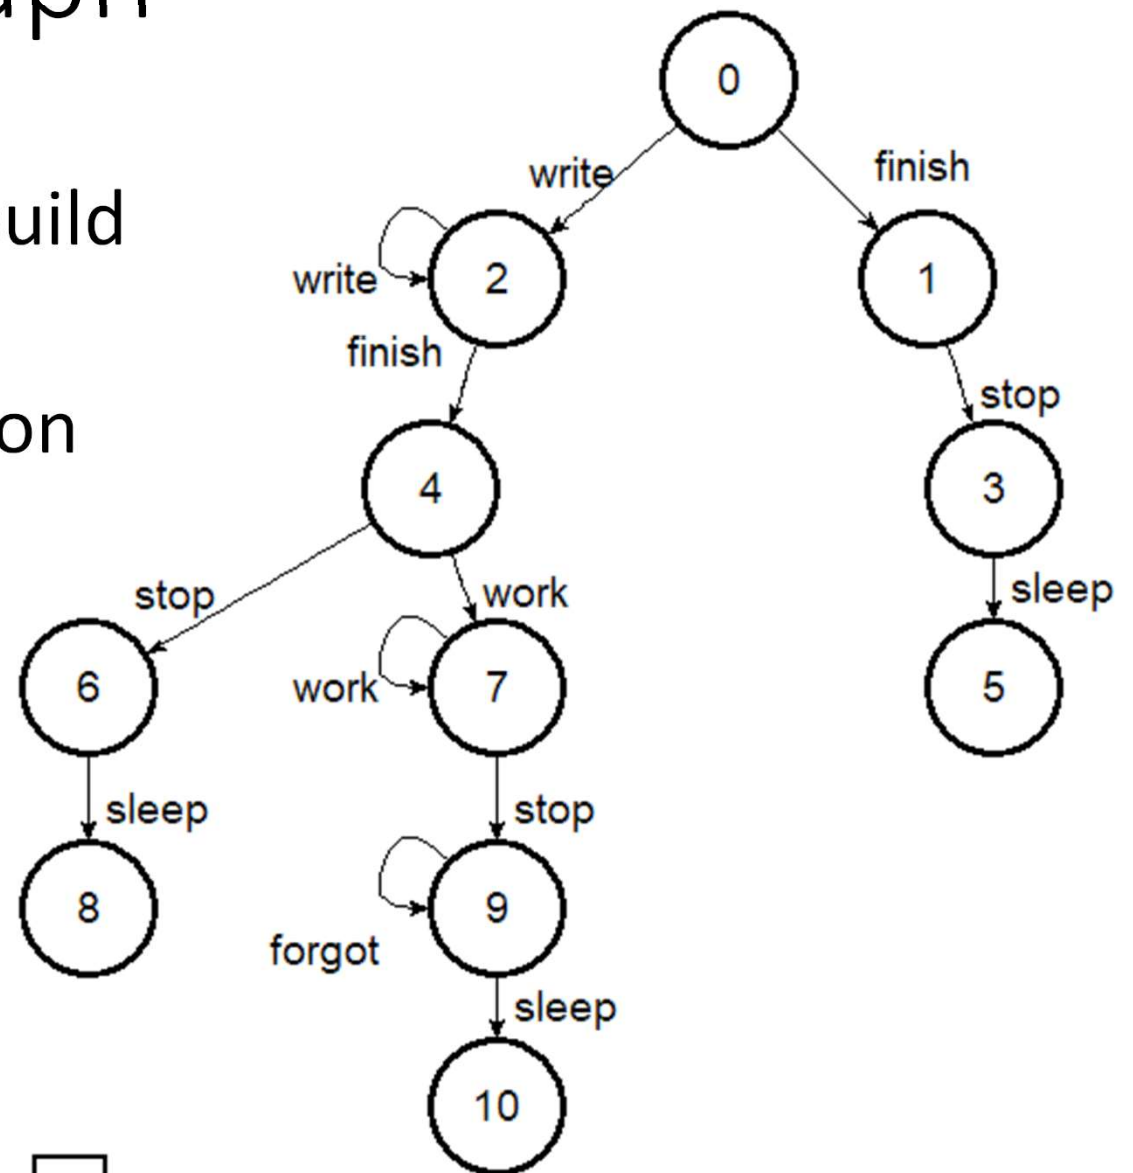 0
write
finish
uild
write
2
1
finish
stop
on
4
3
stop
work
sleep
6
work
7
5
sleep
stop
8
9
forgot
sleep
10